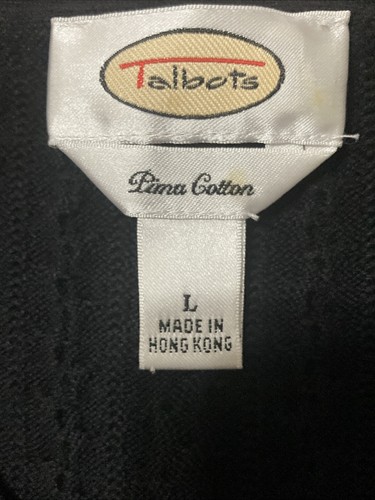 Talbots
Pima Cotton
L
MADE IN
HONG KONG